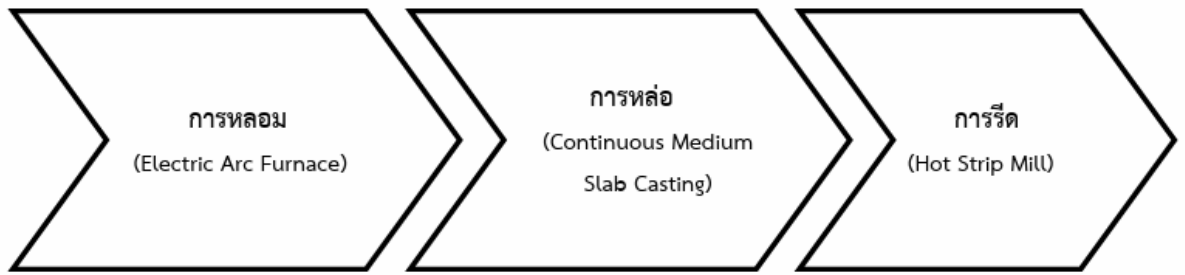 การหลอม
(Electric Arc Furnace)
การหล่อ
(Continuous Medium
Slab Casting)
การรีด
(Hot Strip Mill)